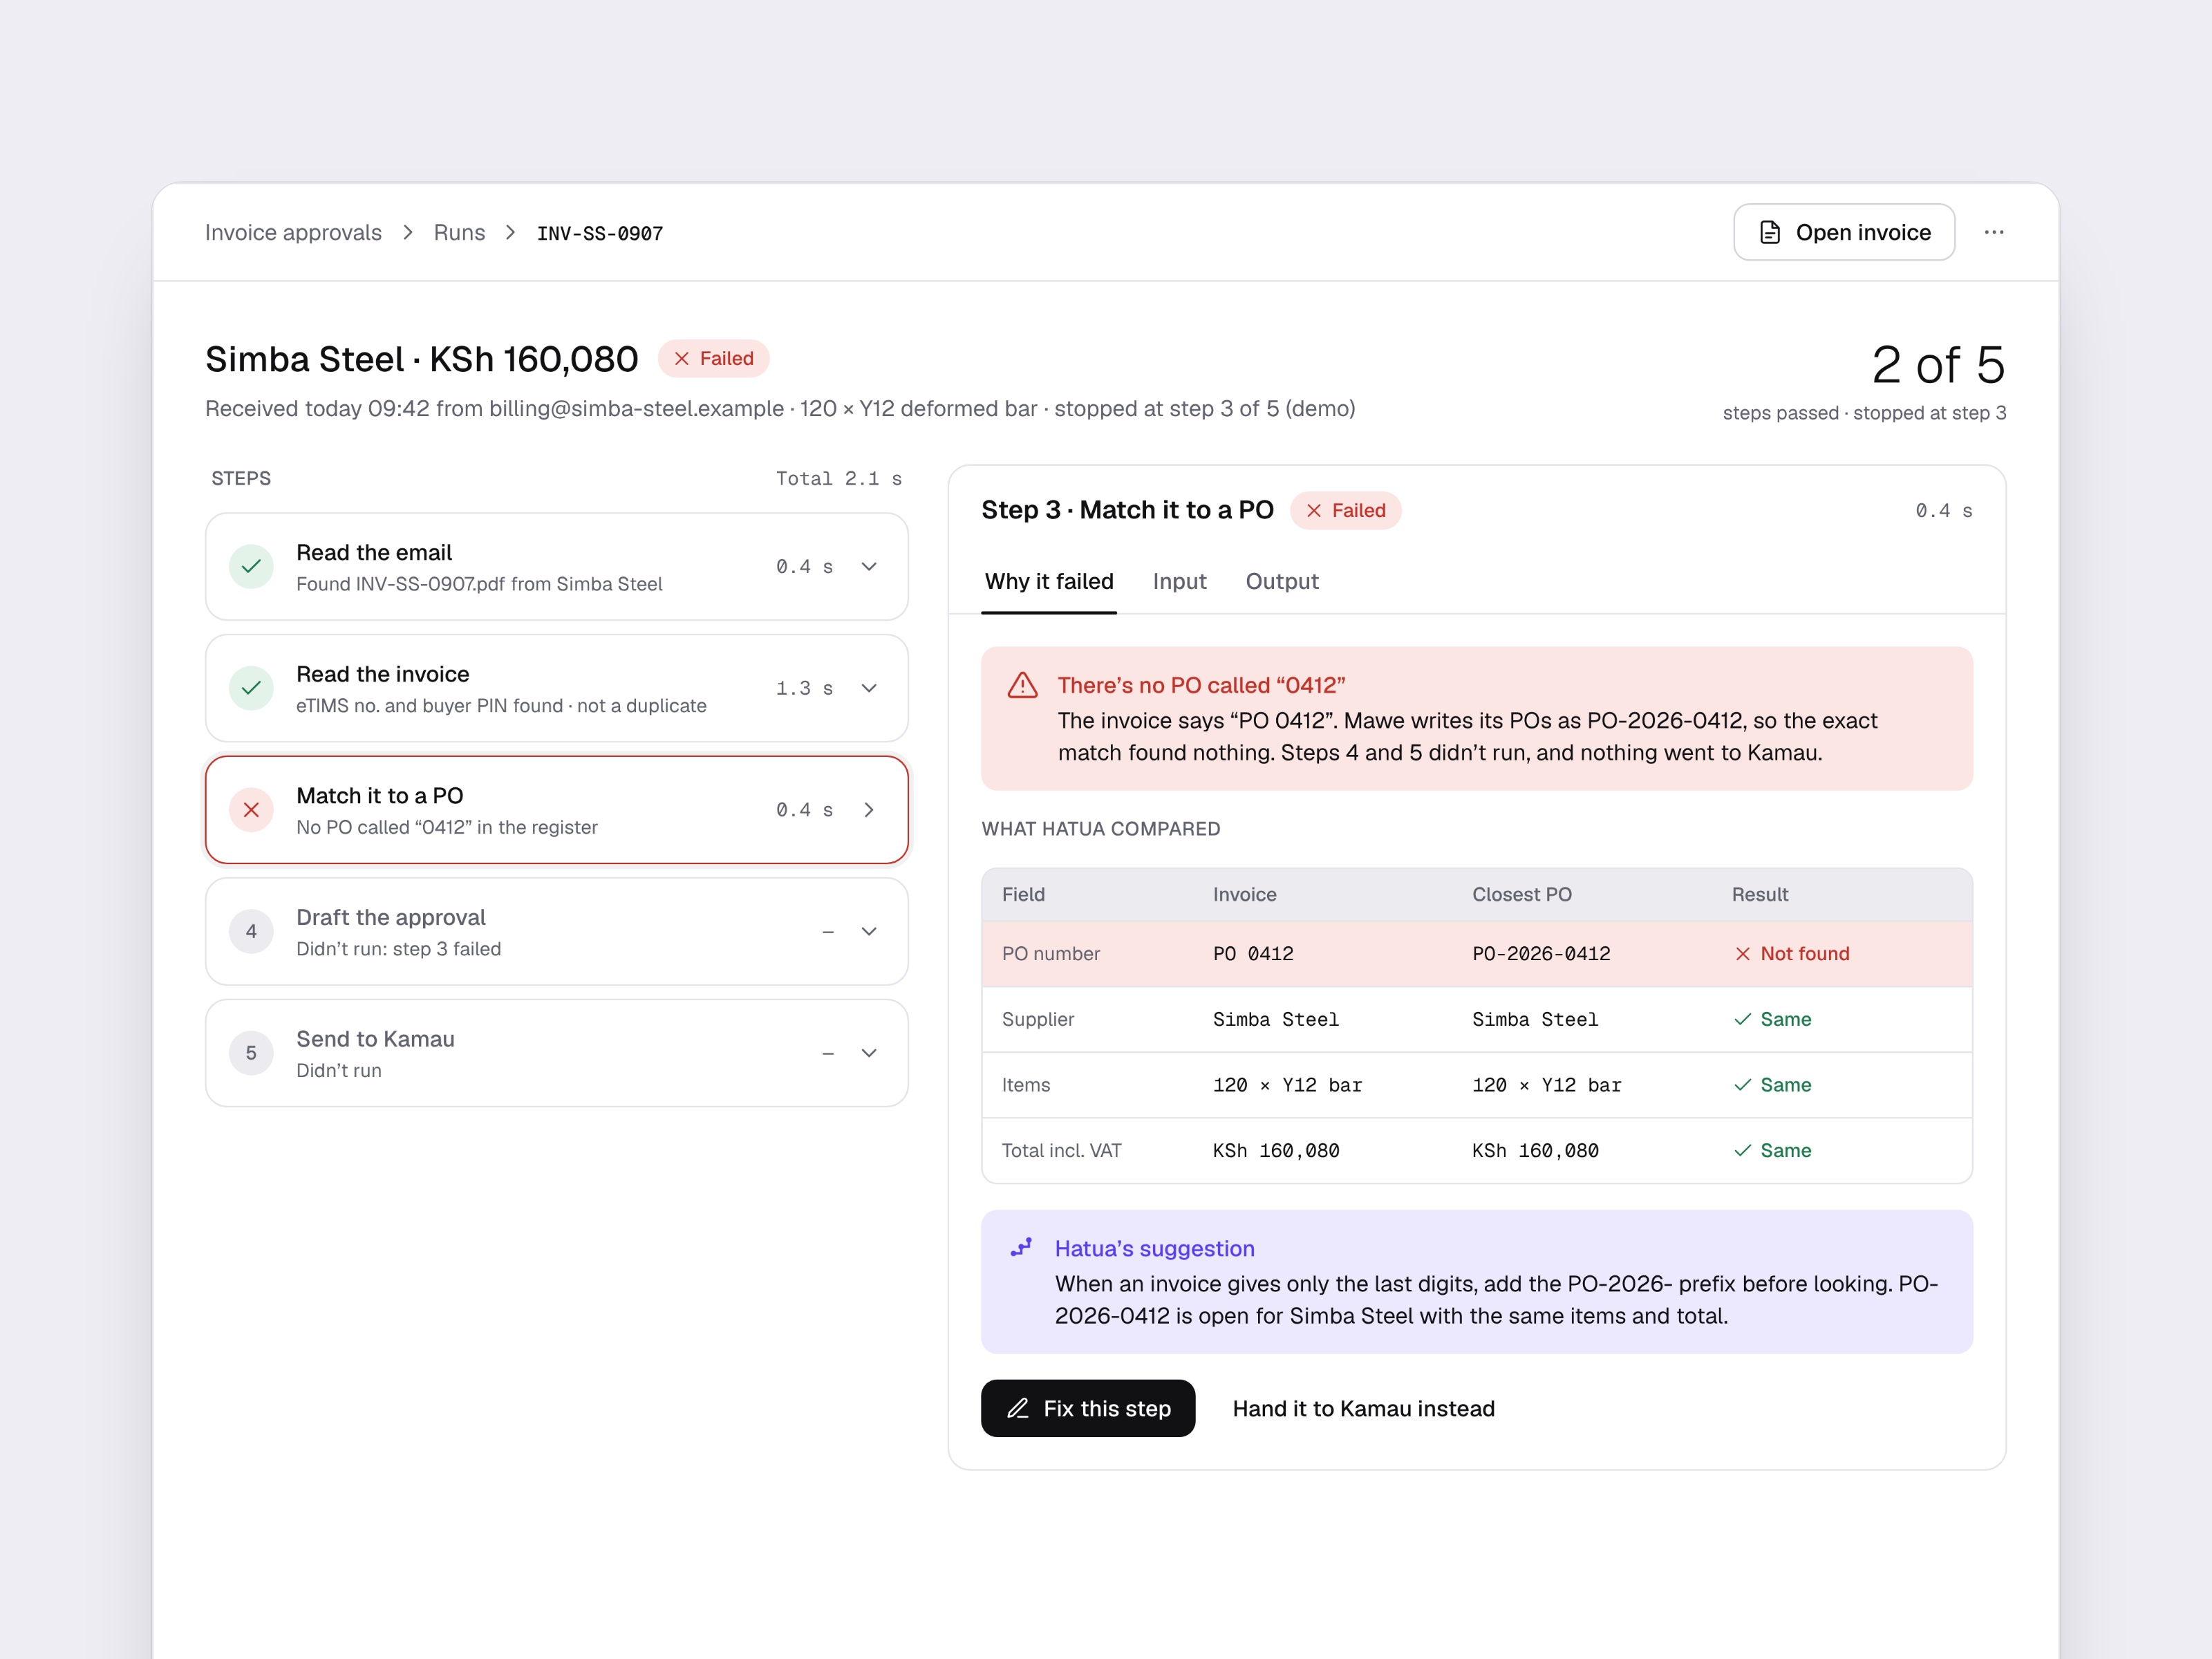 Invoice approvals > Runs > INV-SS-0907
Open invoice
Simba Steel · KSh 160,080
Failed
Received today 09:42 from billing@simba-steel.example · 120 × Y12 deformed bar · stopped at step 3 of 5 (demo)
2 of 5
steps passed · stopped at step 3
STEPS
Total 2.1 s
Read the email
Found INV-SS-0907.pdf from Simba Steel
0.4 s
Read the invoice
eTIMS no. and buyer PIN found · not a duplicate
1.3 s
Match it to a PO
No PO called “0412” in the register
0.4 s
4
Draft the approval
Didn’t run: step 3 failed
–
5
Send to Kamau
Didn’t run
–
Step 3 · Match it to a PO
Failed
0.4 s
Why it failed
Input
Output
There’s no PO called “0412”
The invoice says “PO 0412”. Mawe writes its POs as PO-2026-0412, so the exact
match found nothing. Steps 4 and 5 didn’t run, and nothing went to Kamau.
WHAT HATUA COMPARED
Field Invoice Closest PO Result
PO number PO 0412 PO-2026-0412 Not found
Supplier Simba Steel Simba Steel Same
Items 120 × Y12 bar 120 × Y12 bar Same
Total incl. VAT KSh 160,080 KSh 160,080 Same
Hatua’s suggestion
When an invoice gives only the last digits, add the PO-2026- prefix before looking. PO-
2026-0412 is open for Simba Steel with the same items and total.
Fix this step
Hand it to Kamau instead